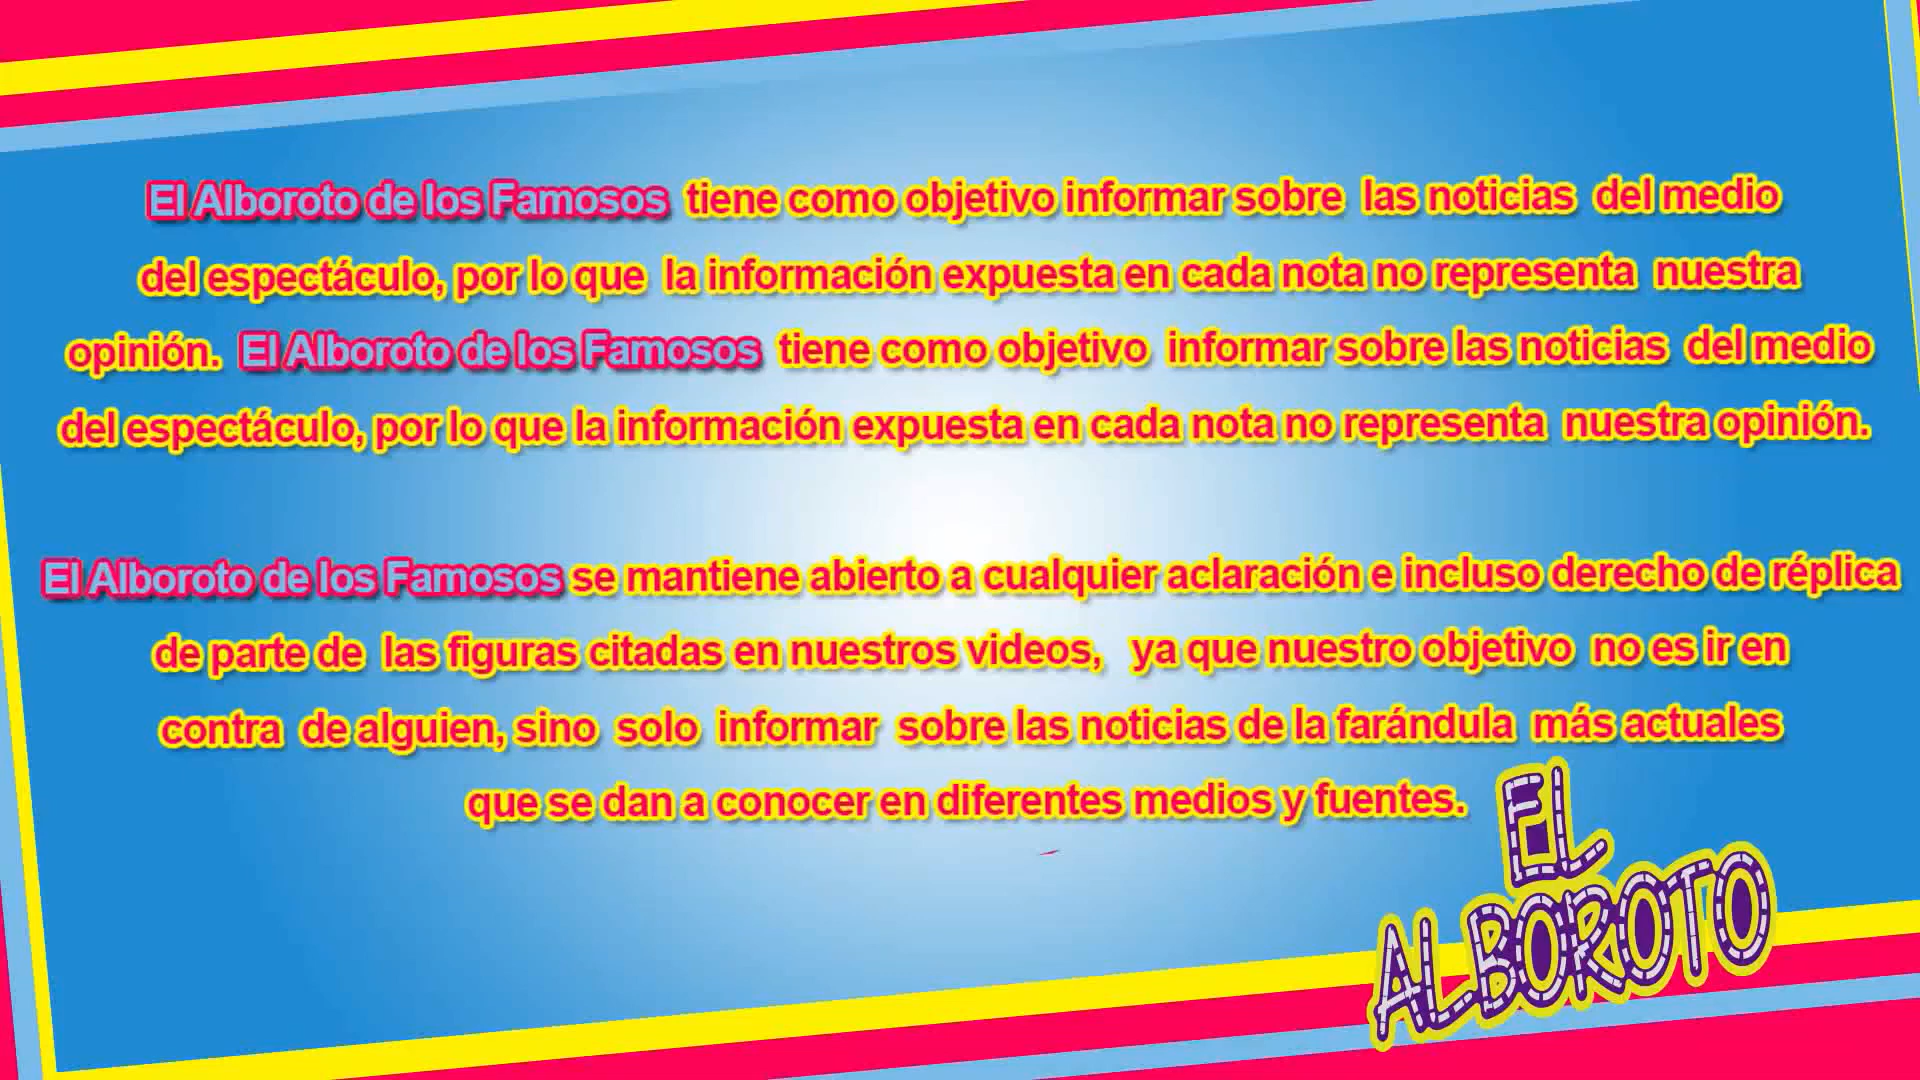 El Alboroto de los Famosos tiene como objetivo informar sobre las noticias del medio
del espectáculo, por lo que la información expuesta en cada nota no representa nuestra
opinión. El Alboroto de los Famosos tiene como objetivo informar sobre las noticias del medio
del espectáculo, por lo que la información expuesta en cada nota no representa nuestra opinión.
El Alboroto de los Famosos se mantiene abierto a cualquier aclaración e incluso derecho de réplica
de parte de las figuras citadas en nuestros videos, ya que nuestro objetivo no es ir en
contra de alguien, sino solo informar sobre las noticias de la farándula más actuales
que se dan a conocer en diferentes medios y fuentes.
EL
ALBOROTO